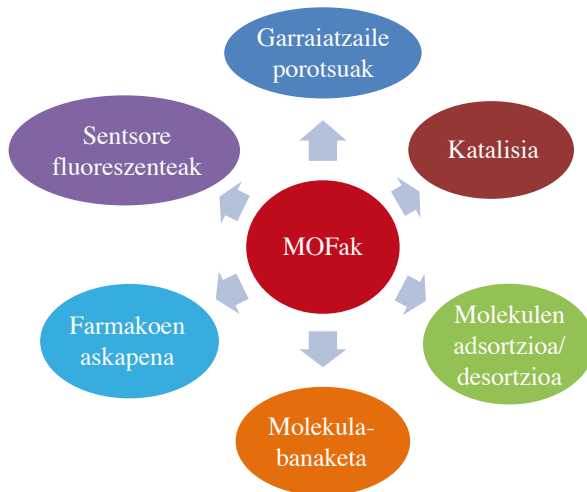 Garraiatzaile
porotsuak
Sentsore
fluoreszenteak
Katalisia
MOFak
Farmakoen
askapena
Molekulen
adsortzioa/
desortzioa
Molekula-
banaketa